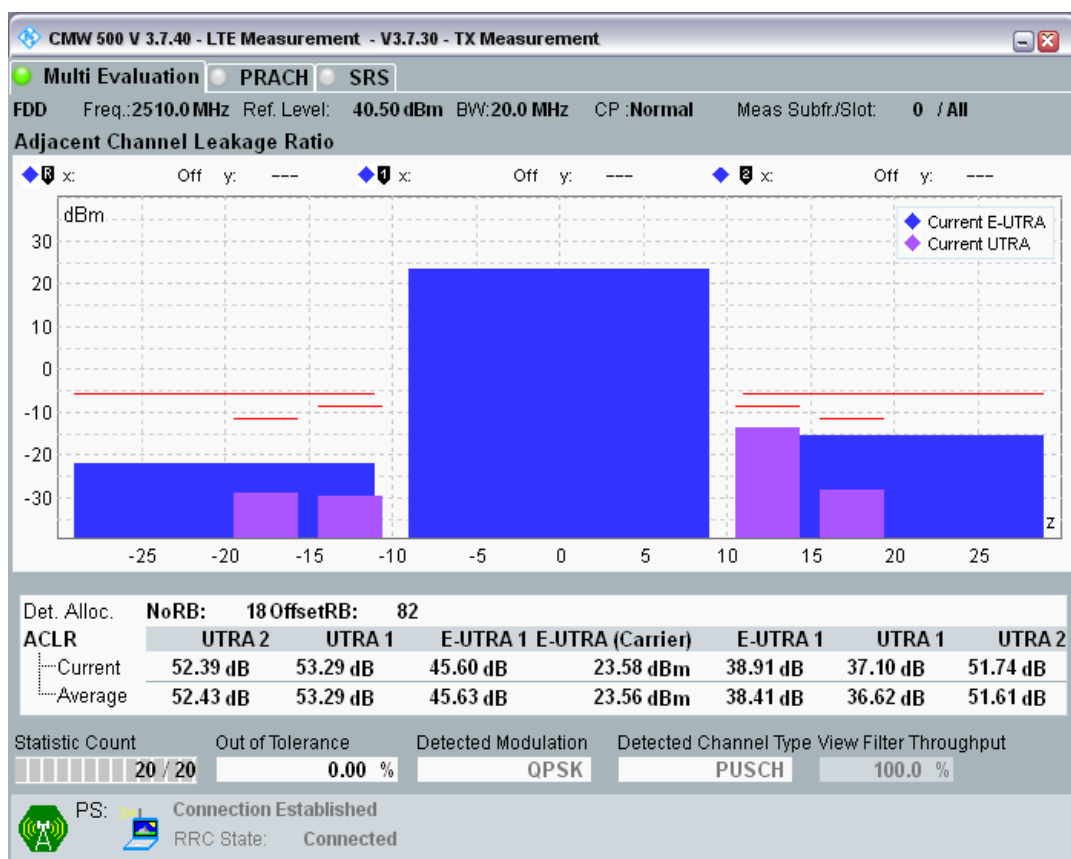 CMW 500 V 3.7.40 - LTE Measurement - V3.7.30 - TX Measurement
Multi Evaluation PRACH SRS
FDD Freq.:2510.0 MHz Ref. Level: 40.50 dBm BW:20.0 MHz CP :Normal Meas Subfr./Slot: 0 / All
Adjacent Channel Leakage Ratio
R x: Off y: --- 1 x: Off y: --- 2 x: Off y: ---
dBm
Current E-UTRA
Current UTRA
30
20
10
0
-10
-20
-30
z
-25 -20 -15 -10 -5 0 5 10 15 20 25
Det. Alloc. NoRB: 18 OffsetRB: 82
ACLR UTRA 2 UTRA 1 E-UTRA 1 E-UTRA (Carrier) E-UTRA 1 UTRA 1 UTRA 2
Current 52.39 dB 53.29 dB 45.60 dB 23.58 dBm 38.91 dB 37.10 dB 51.74 dB
Average 52.43 dB 53.29 dB 45.63 dB 23.56 dBm 38.41 dB 36.62 dB 51.61 dB
Statistic Count Out of Tolerance Detected Modulation Detected Channel Type View Filter Throughput
20 / 20 0.00 % QPSK PUSCH 100.0 %
PS: Connection Established
RRC State: Connected